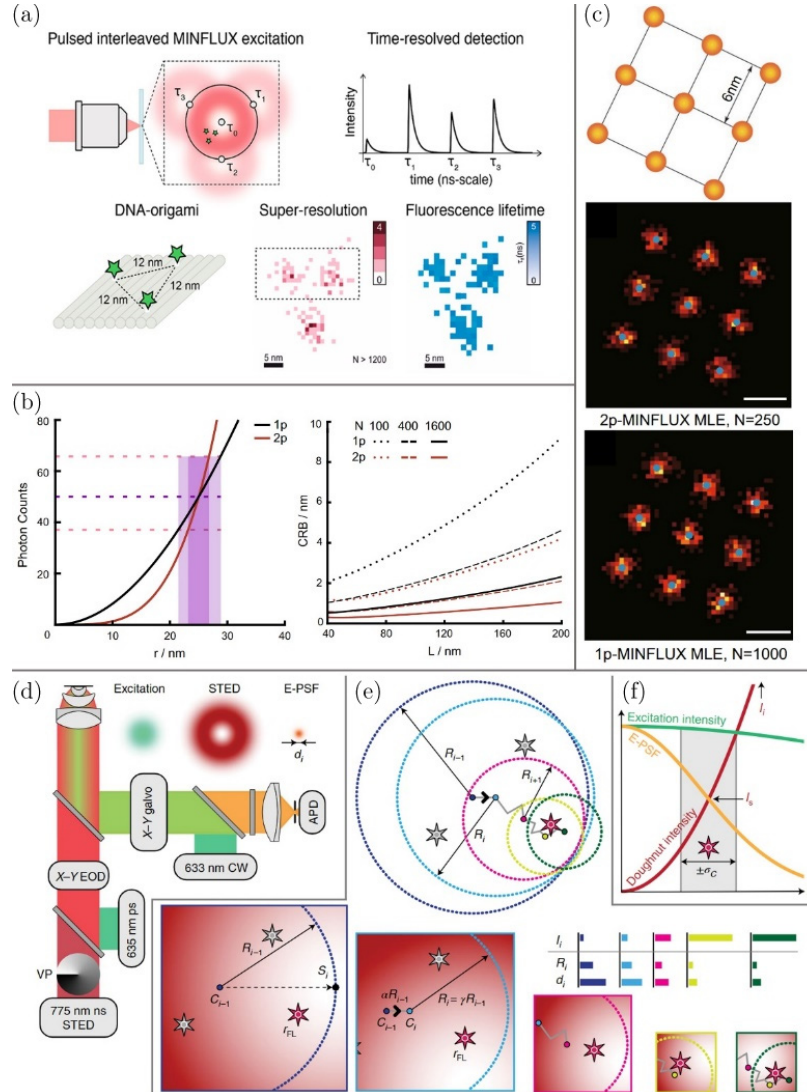 (a)
Pulsed interleaved MINFLUX excitation
τ3
τ1
τ0
τ2
Time-resolved detection
Intensity
τ0 τ1 τ2 τ3
time (ns-scale)
DNA-origami
12 nm
12 nm
12 nm
Super-resolution
4
0
5 nm
N > 1200
Fluorescence lifetime
5
τf(ns)
0
5 nm
(b)
1p
2p
80
60
40
20
0
Photon Counts
0 10 20 30 40
r / nm
N 100 400 1600
1p
2p
10
8
6
4
2
0
CRB / nm
40 80 120 160 200
L / nm
(c)
6nm
2p-MINFLUX MLE, N=250
1p-MINFLUX MLE, N=1000
(d)
Excitation
STED
E-PSF
di
X–Y galvo
APD
633 nm CW
X–Y EOD
635 nm ps
VP
775 nm ns
STED
Ri−1
Si
Ci−1
rFL
(e)
Ri−1
Ri+1
Ri
αRi−1
Ci−1 Ci
Ri = γRi−1
rFL
Ii
Ri
di
(f)
Ii
Excitation intensity
E-PSF
Is
Doughnut intensity
±σC